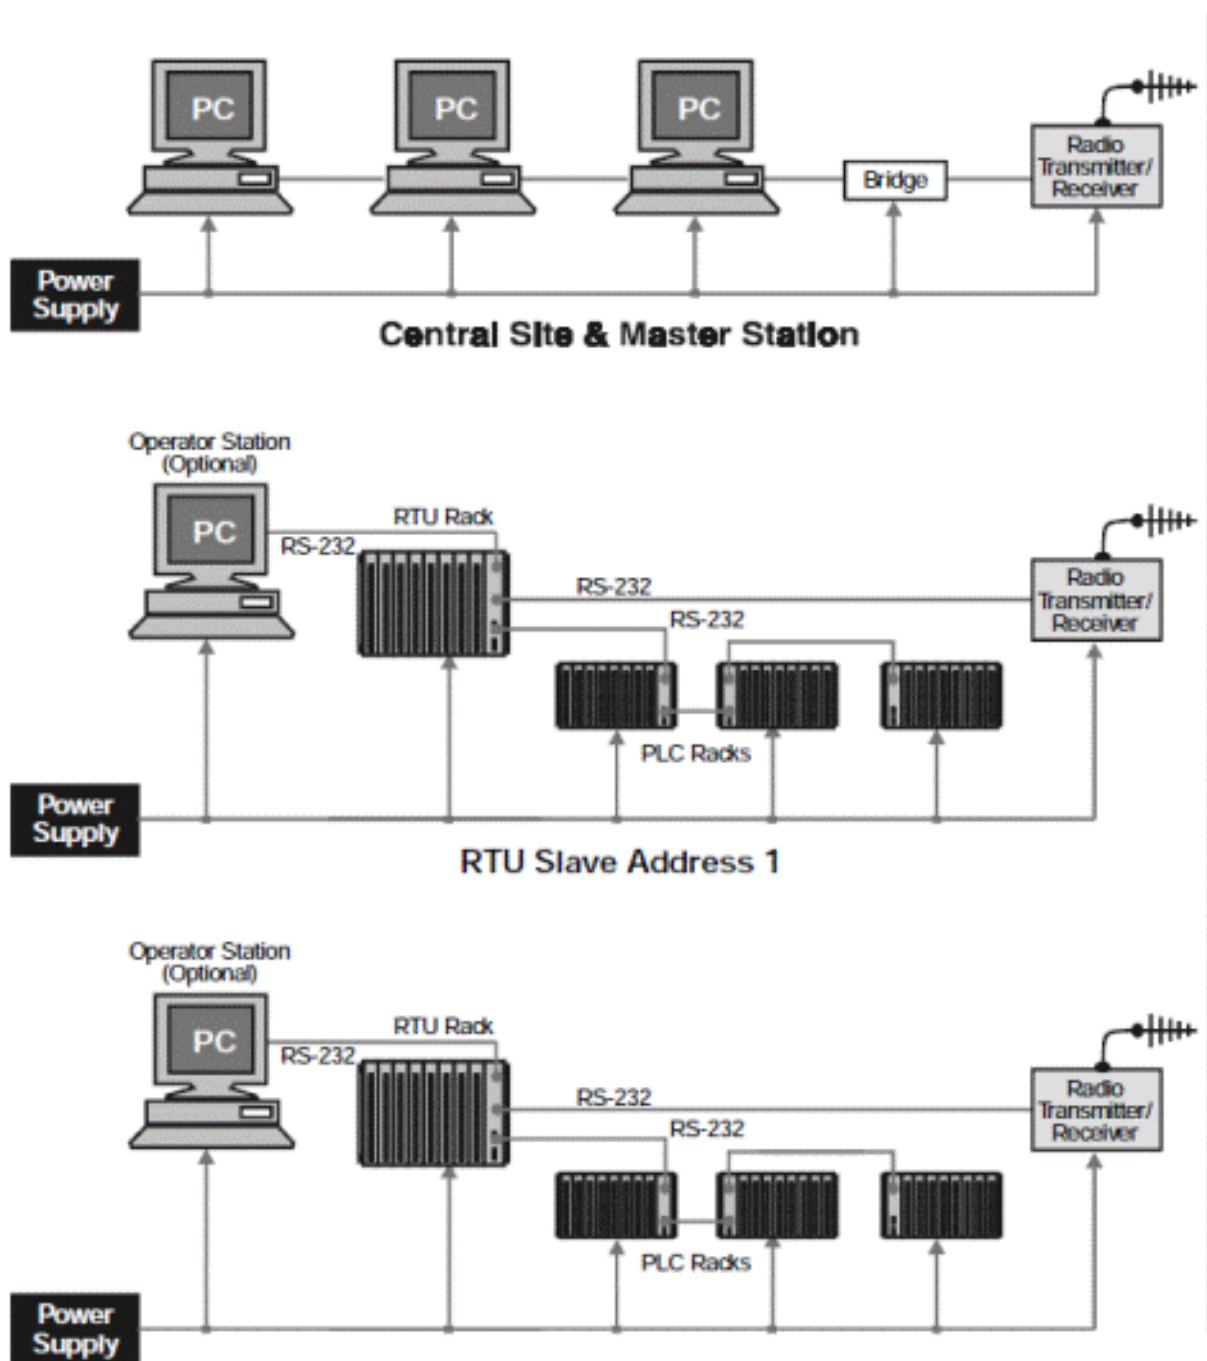 PC
PC
PC
Bridge
Radio
Transmitter/
Receiver
Power
Supply
Central Site & Master Station
Operator Station
(Optional)
PC
RTU Rack
RS-232
RS-232
RS-232
Radio
Transmitter/
Receiver
PLC Racks
Power
Supply
RTU Slave Address 1
Operator Station
(Optional)
PC
RTU Rack
RS-232
RS-232
RS-232
Radio
Transmitter/
Receiver
PLC Racks
Power
Supply